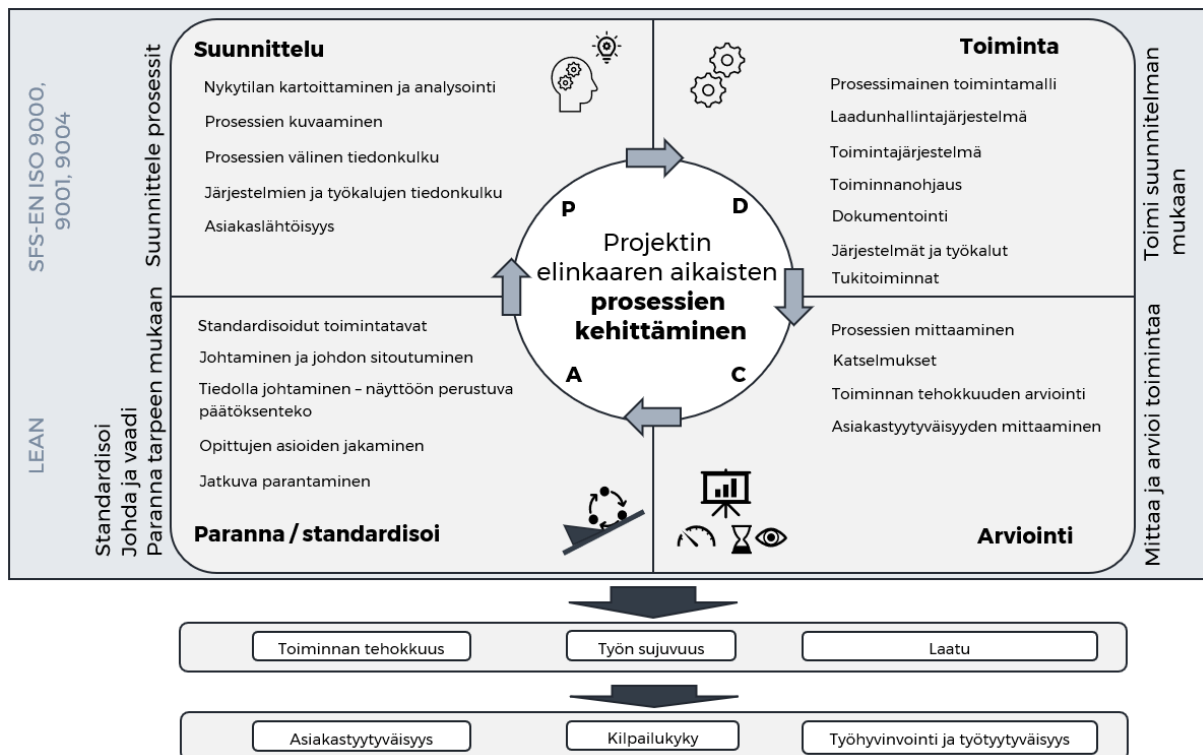 SFS-EN ISO 9000,
9001, 9004
LEAN
Suunnittele prosessit
Standardisoi
Johda ja vaadi
Paranna tarpeen mukaan
Suunnittelu
Nykytilan kartoittaminen ja analysointi
Prosessien kuvaaminen
Prosessien välinen tiedonkulku
Järjestelmien ja työkalujen tiedonkulku
Asiakaslähtöisyys
Toiminta
Prosessimainen toimintamalli
Laadunhallintajärjestelmä
Toimintajärjestelmä
Toiminnanohjaus
Dokumentointi
Järjestelmät ja työkalut
Tukitoiminnat
Toimi suunnitelman
mukaan
P
D
Projektin
elinkaaren aikaisten
prosessien
kehittäminen
A
C
Standardisoidut toimintatavat
Johtaminen ja johdon sitoutuminen
Tiedolla johtaminen – näyttöön perustuva
päätöksenteko
Opittujen asioiden jakaminen
Jatkuva parantaminen
Paranna / standardisoi
Prosessien mittaaminen
Katselmukset
Toiminnan tehokkuuden arviointi
Asiakastyytyväisyyden mittaaminen
Arviointi
Mittaa ja arvioi toimintaa
Toiminnan tehokkuus
Työn sujuvuus
Laatu
Asiakastyytyväisyys
Kilpailukyky
Työhyvinvointi ja työtyytyväisyys